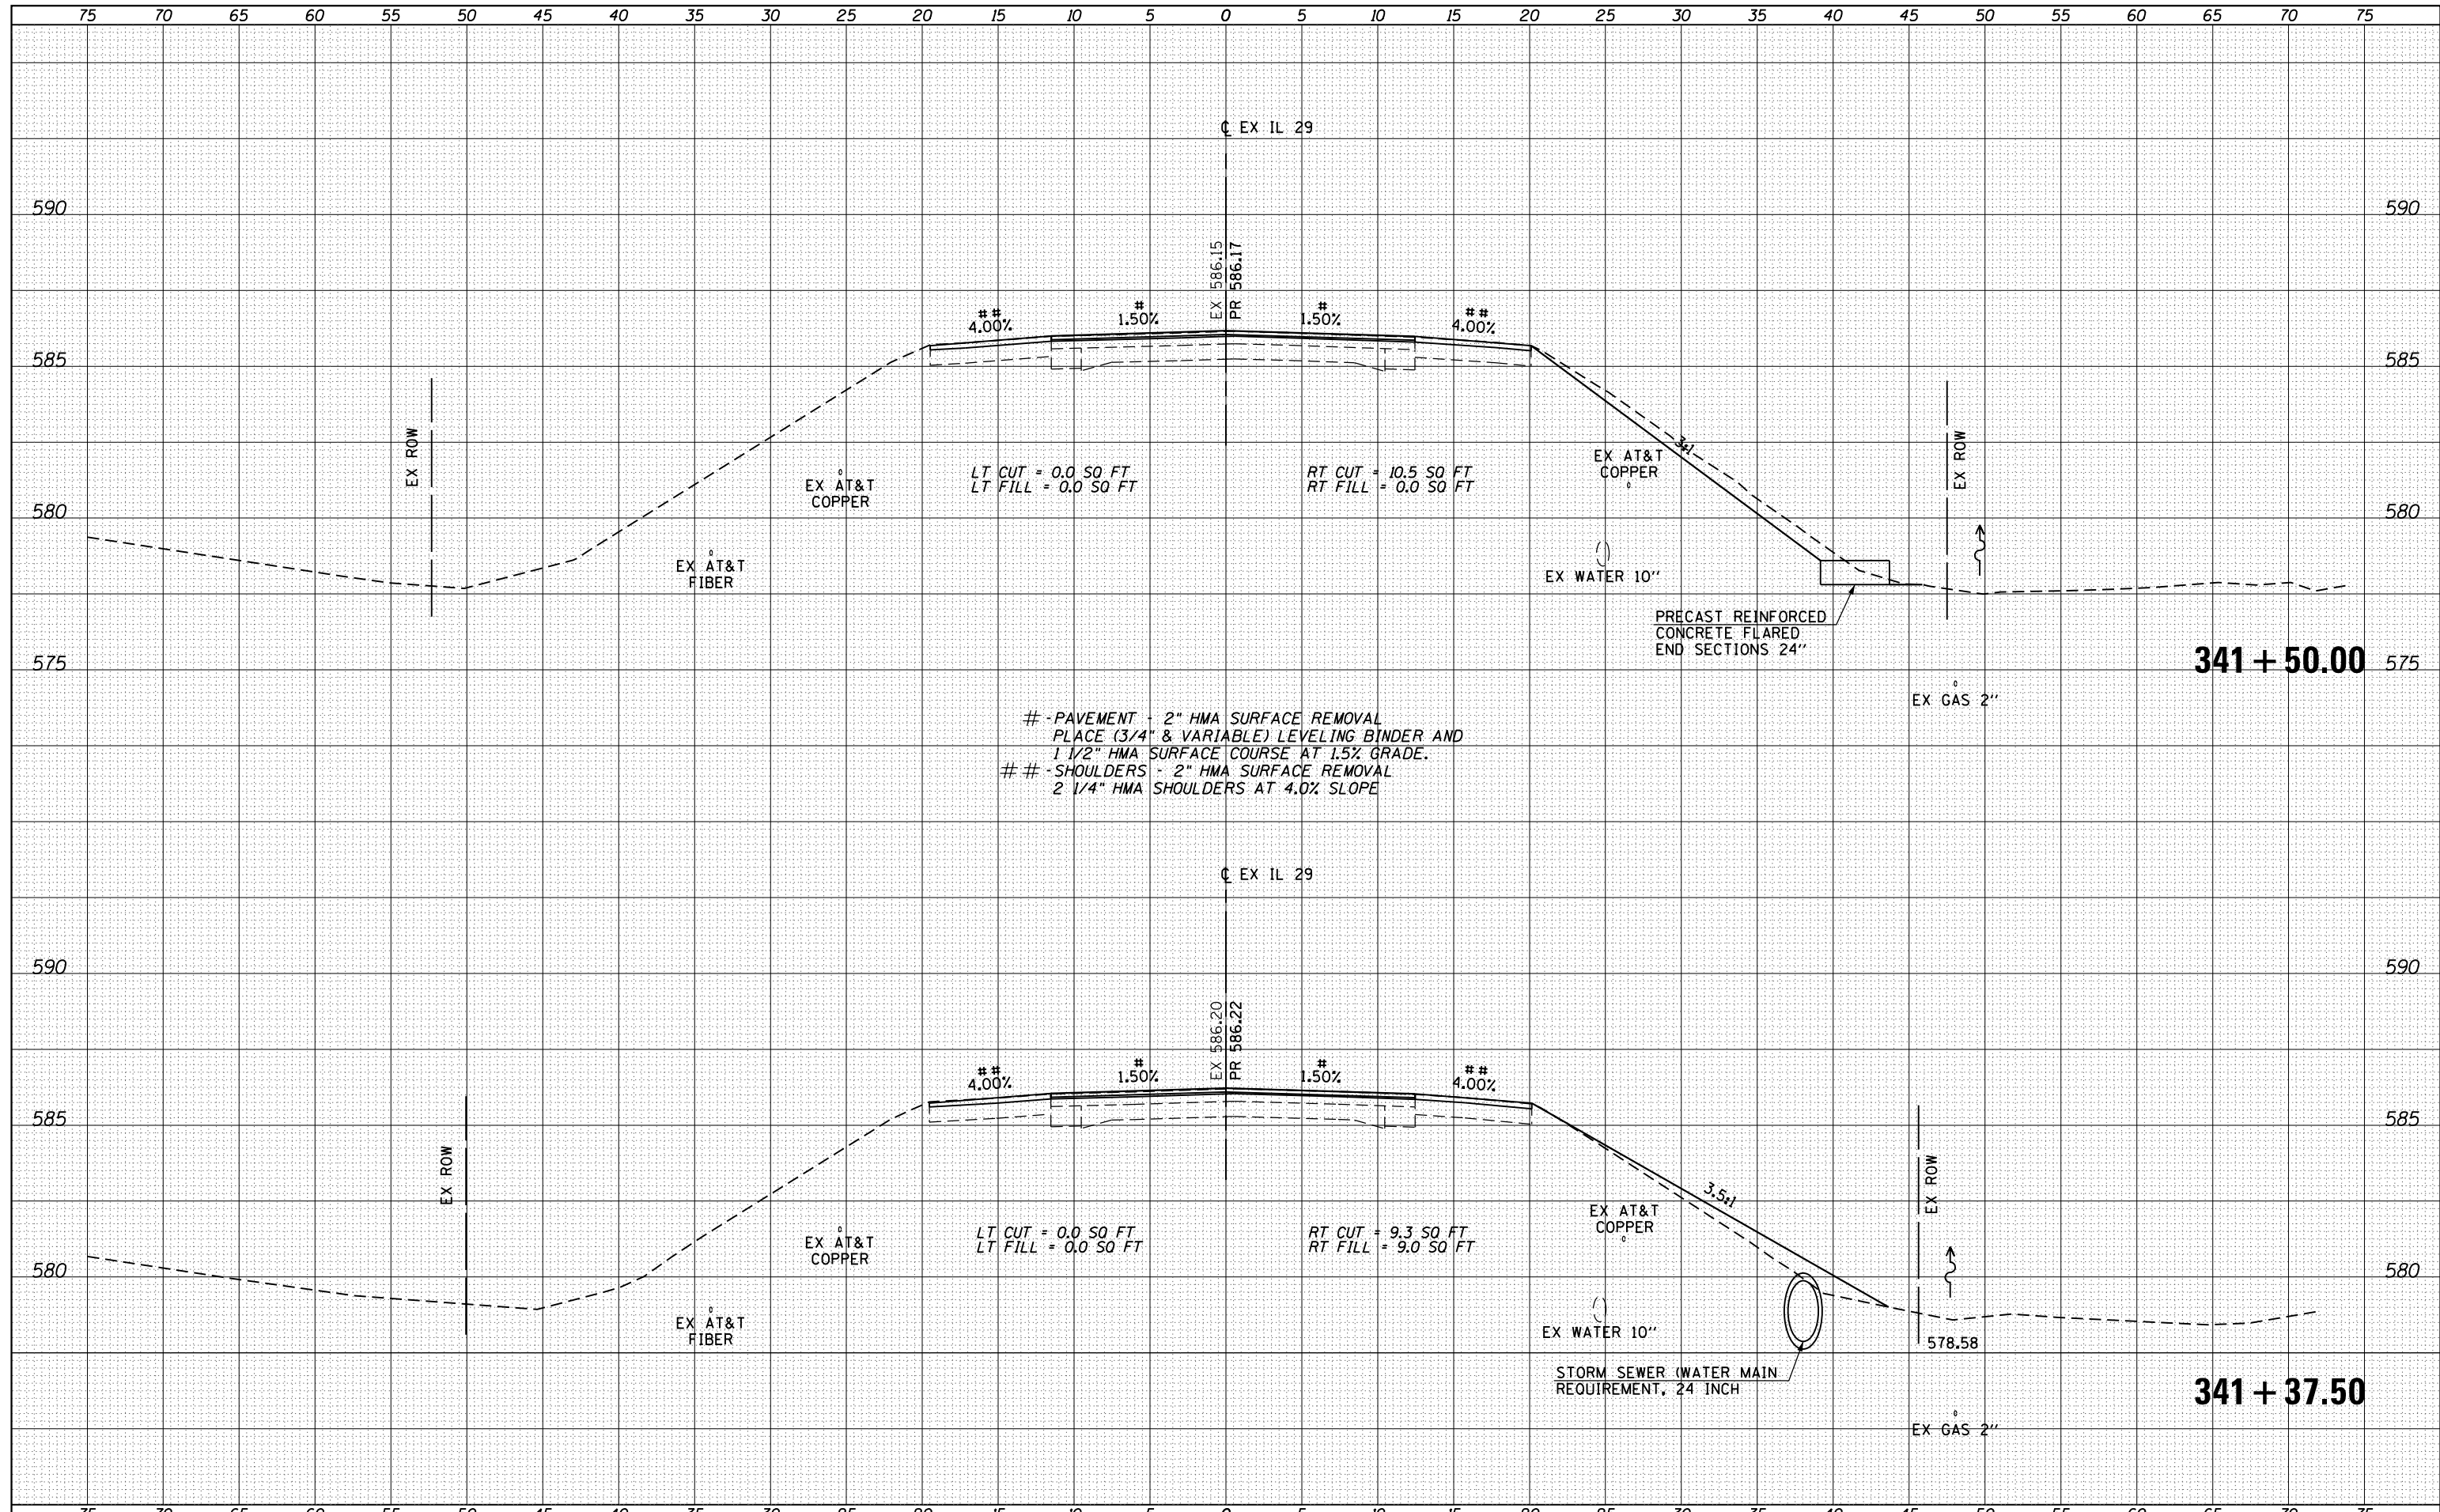 75 70 65 60 55 50 45 40 35 30 25 20 15 10 5 0 5 10 15 20 25 30 35 40 45 50 55 60 65 70 75
℄ EX IL 29
590 590
EX 586.15
PR 586.17
##
4.00%
#
1.50%
#
1.50%
##
4.00%
585 585
EX ROW
EX AT&T
COPPER
LT CUT = 0.0 SQ FT
LT FILL = 0.0 SQ FT
RT CUT = 10.5 SQ FT
RT FILL = 0.0 SQ FT
EX AT&T
COPPER
3:1
EX ROW
580 580
EX AT&T
FIBER
EX WATER 10"
PRECAST REINFORCED
CONCRETE FLARED
END SECTIONS 24"
575 575
341 + 50.00
EX GAS 2"
# - PAVEMENT - 2" HMA SURFACE REMOVAL
PLACE (3/4" & VARIABLE) LEVELING BINDER AND
1 1/2" HMA SURFACE COURSE AT 1.5% GRADE.
## - SHOULDERS - 2" HMA SURFACE REMOVAL
2 1/4" HMA SHOULDERS AT 4.0% SLOPE
℄ EX IL 29
590 590
EX 586.20
PR 586.22
##
4.00%
#
1.50%
#
1.50%
##
4.00%
585 585
EX ROW
EX AT&T
COPPER
LT CUT = 0.0 SQ FT
LT FILL = 0.0 SQ FT
RT CUT = 9.3 SQ FT
RT FILL = 9.0 SQ FT
EX AT&T
COPPER
3.5:1
EX ROW
580 580
EX AT&T
FIBER
EX WATER 10"
578.58
STORM SEWER (WATER MAIN
REQUIREMENT, 24 INCH
341 + 37.50
EX GAS 2"
75 70 65 60 55 50 45 40 35 30 25 20 15 10 5 0 5 10 15 20 25 30 35 40 45 50 55 60 65 70 75